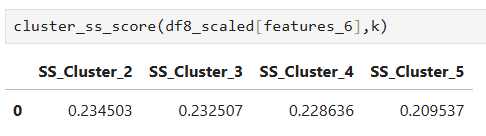 cluster_ss_score(df8_scaled[features_6],k)
SS_Cluster_2 SS_Cluster_3 SS_Cluster_4 SS_Cluster_5
0 0.234503 0.232507 0.228636 0.209537